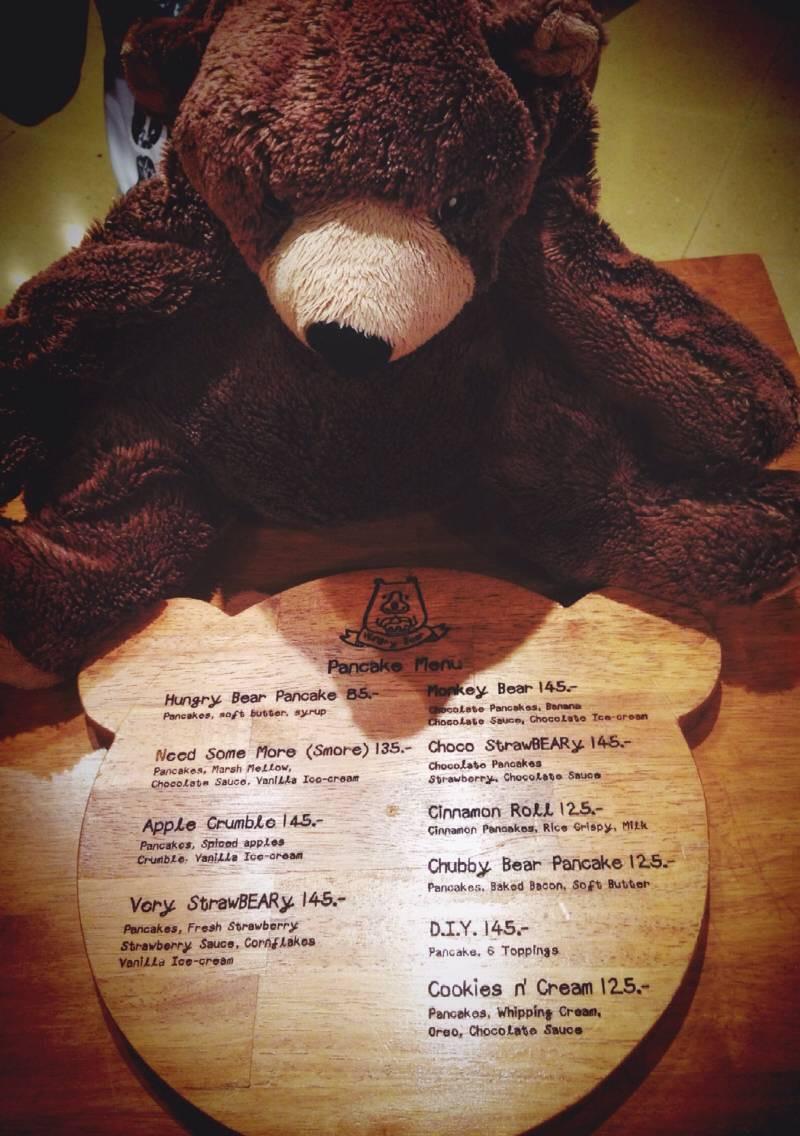 Hungry Bear
Pancake Menu
Hungry Bear Pancake 85.-
Pancakes, soft butter, syrup
Need Some More (Smore) 135.-
Pancakes, Marsh Mellow,
Chocolate Sauce, Vanilla Ice-cream
Apple Crumble 145.-
Pancakes, Spiced apples
Crumble, Vanilla Ice-cream
Very StrawBEARy 145.-
Pancakes, Fresh Strawberry
Strawberry Sauce, Cornflakes
Vanilla Ice-cream
Monkey Bear 145.-
Chocolate Pancakes, Banana
Chocolate Sauce, Chocolate Ice-cream
Choco StrawBEARy 145.-
Chocolate Pancakes
Strawberry, Chocolate Sauce
Cinnamon Roll 125.-
Cinnamon Pancakes, Rice Crispy, Milk
Chubby Bear Pancake 125.-
Pancakes, Baked Bacon, Soft Butter
D.I.Y. 145.-
Pancake, 6 Toppings
Cookies n' Cream 125.-
Pancakes, Whipping Cream,
Oreo, Chocolate Sauce